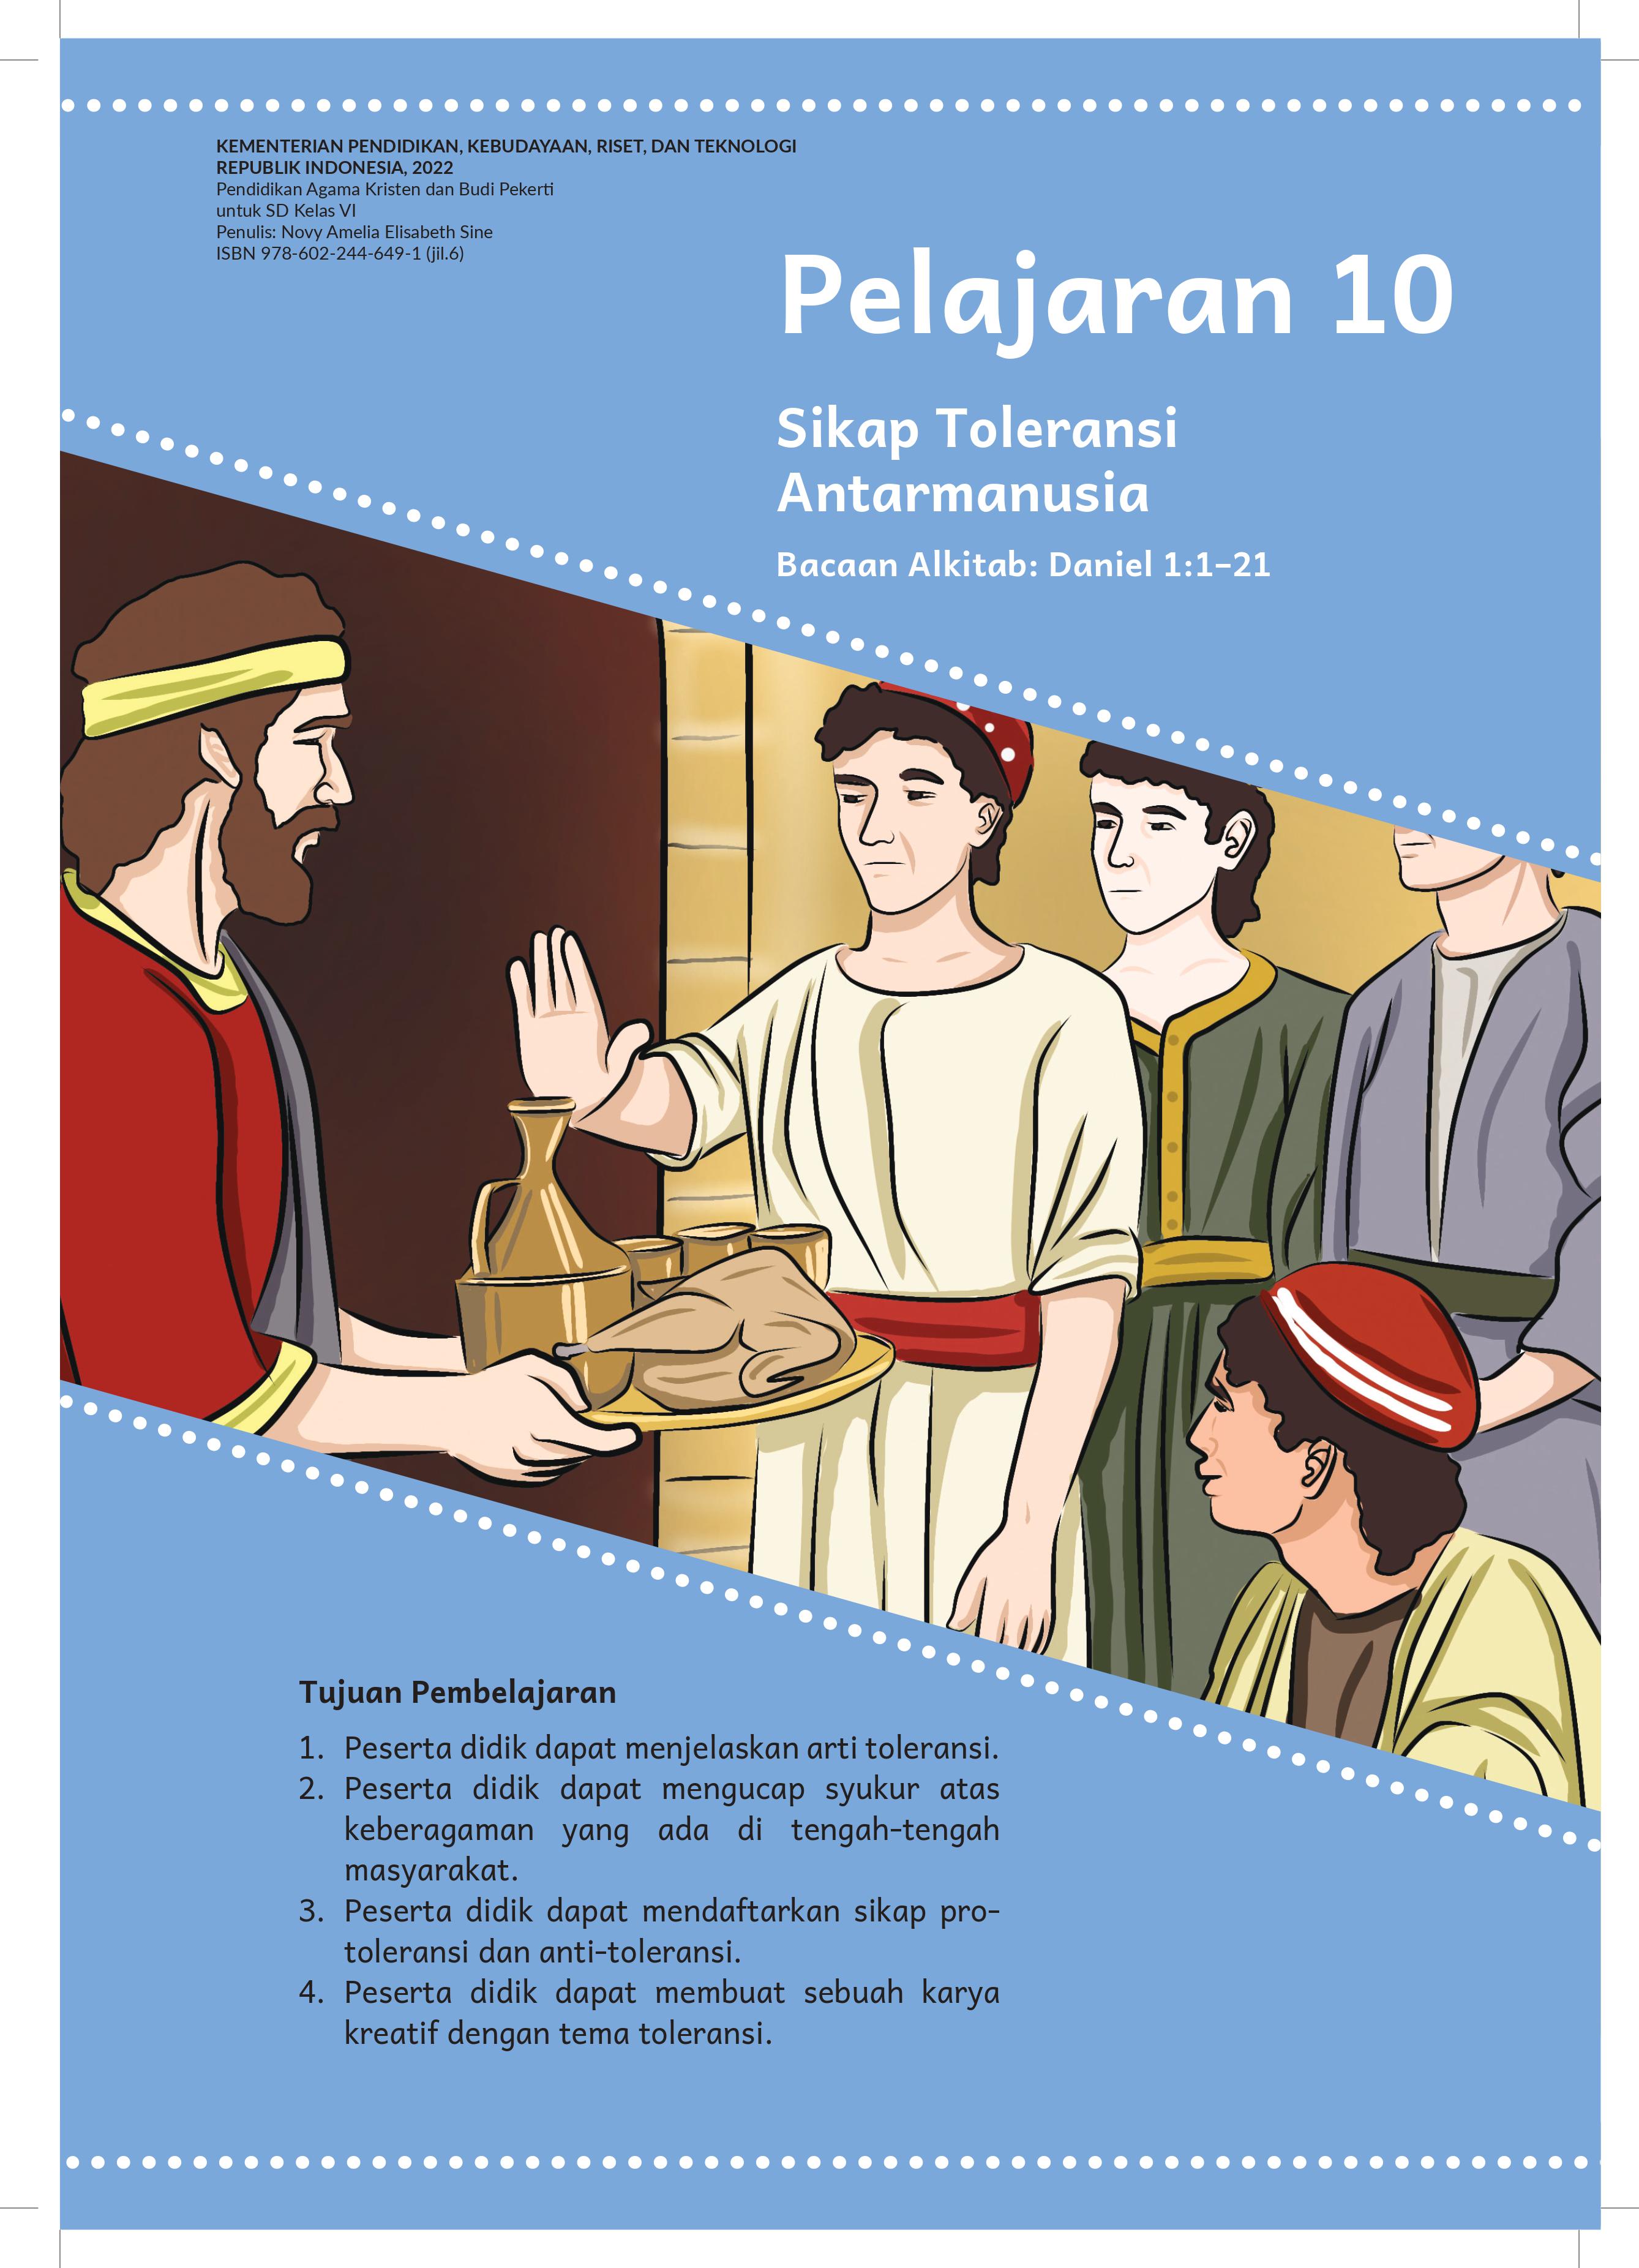 KEMENTERIAN PENDIDIKAN, KEBUDAYAAN, RISET, DAN TEKNOLOGI
REPUBLIK INDONESIA, 2022
Pendidikan Agama Kristen dan Budi Pekerti
untuk SD Kelas VI
Penulis: Novy Amelia Elisabeth Sine
ISBN 978-602-244-649-1 (jil.6)
Pelajaran 10
Sikap Toleransi
Antarmanusia
Bacaan Alkitab: Daniel 1:1–21
Tujuan Pembelajaran
1. Peserta didik dapat menjelaskan arti toleransi.
2. Peserta didik dapat mengucap syukur atas
keberagaman yang ada di tengah-tengah
masyarakat.
3. Peserta didik dapat mendaftarkan sikap pro-
toleransi dan anti-toleransi.
4. Peserta didik dapat membuat sebuah karya
kreatif dengan tema toleransi.